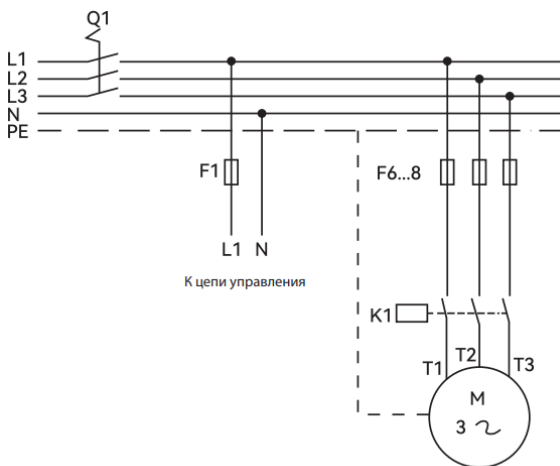 Q1
L1
L2
L3
N
PE
F1
F6...8
L1 N
К цепи управления
K1
T1
T2
T3
M
3